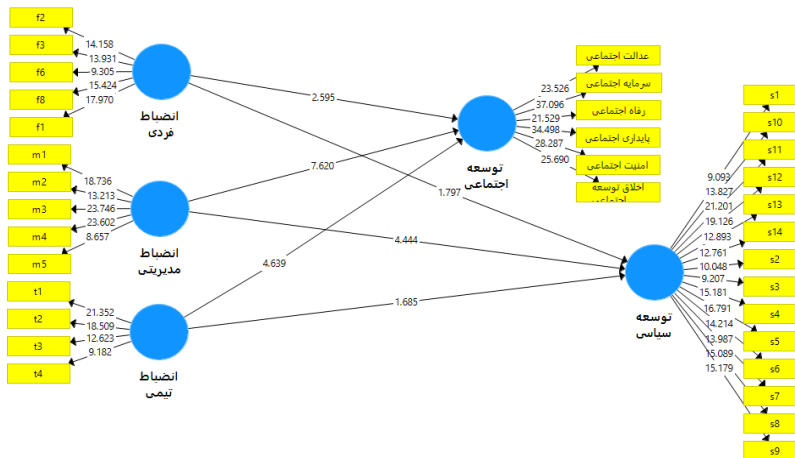 f2
f3
f6
f8
f1
14.158
13.931
9.305
15.424
17.970
انضباط
فردی
m1
m2
m3
m4
m5
18.736
13.213
23.746
23.602
8.657
انضباط
مدیریتی
t1
t2
t3
t4
21.352
18.509
12.623
9.182
انضباط
تیمی
2.595
7.620
4.639
1.797
4.444
1.685
توسعه
اجتماعی
23.526
37.096
21.529
34.498
28.287
25.690
عدالت اجتماعی
سرمایه اجتماعی
رفاه اجتماعی
پایداری اجتماعی
امنیت اجتماعی
اخلاق توسعه
اجتماعی
توسعه
سیاسی
9.093
13.827
21.201
19.126
12.893
12.761
10.048
9.207
15.181
16.791
14.214
13.987
15.089
15.179
s1
s10
s11
s12
s13
s14
s2
s3
s4
s5
s6
s7
s8
s9